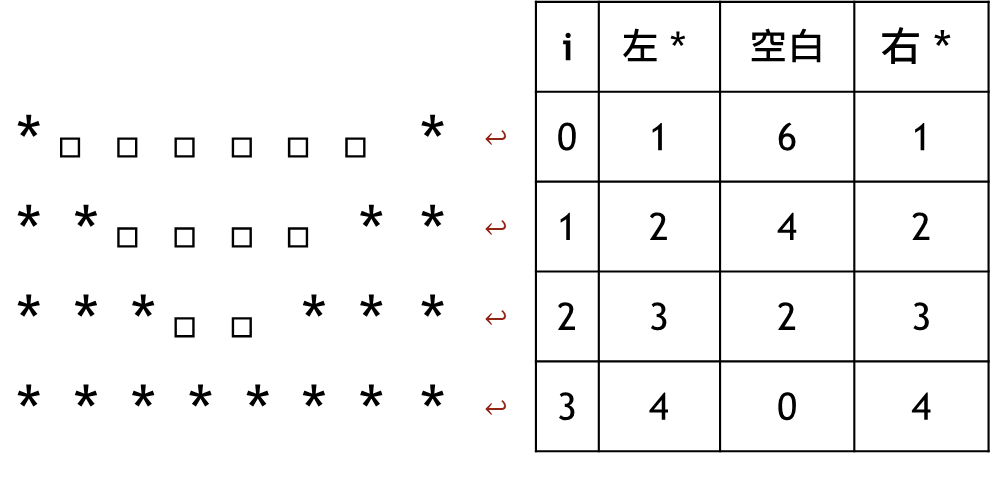 i 左 * 空白 右 *
*□□□□□□ * ↩ 0 1 6 1
* *□□□□ * * ↩ 1 2 4 2
* * *□□ * * * ↩ 2 3 2 3
* * * * * * * * ↩ 3 4 0 4